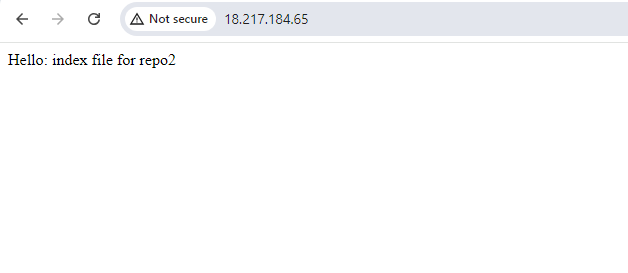 Not secure 18.217.184.65
Hello: index file for repo2